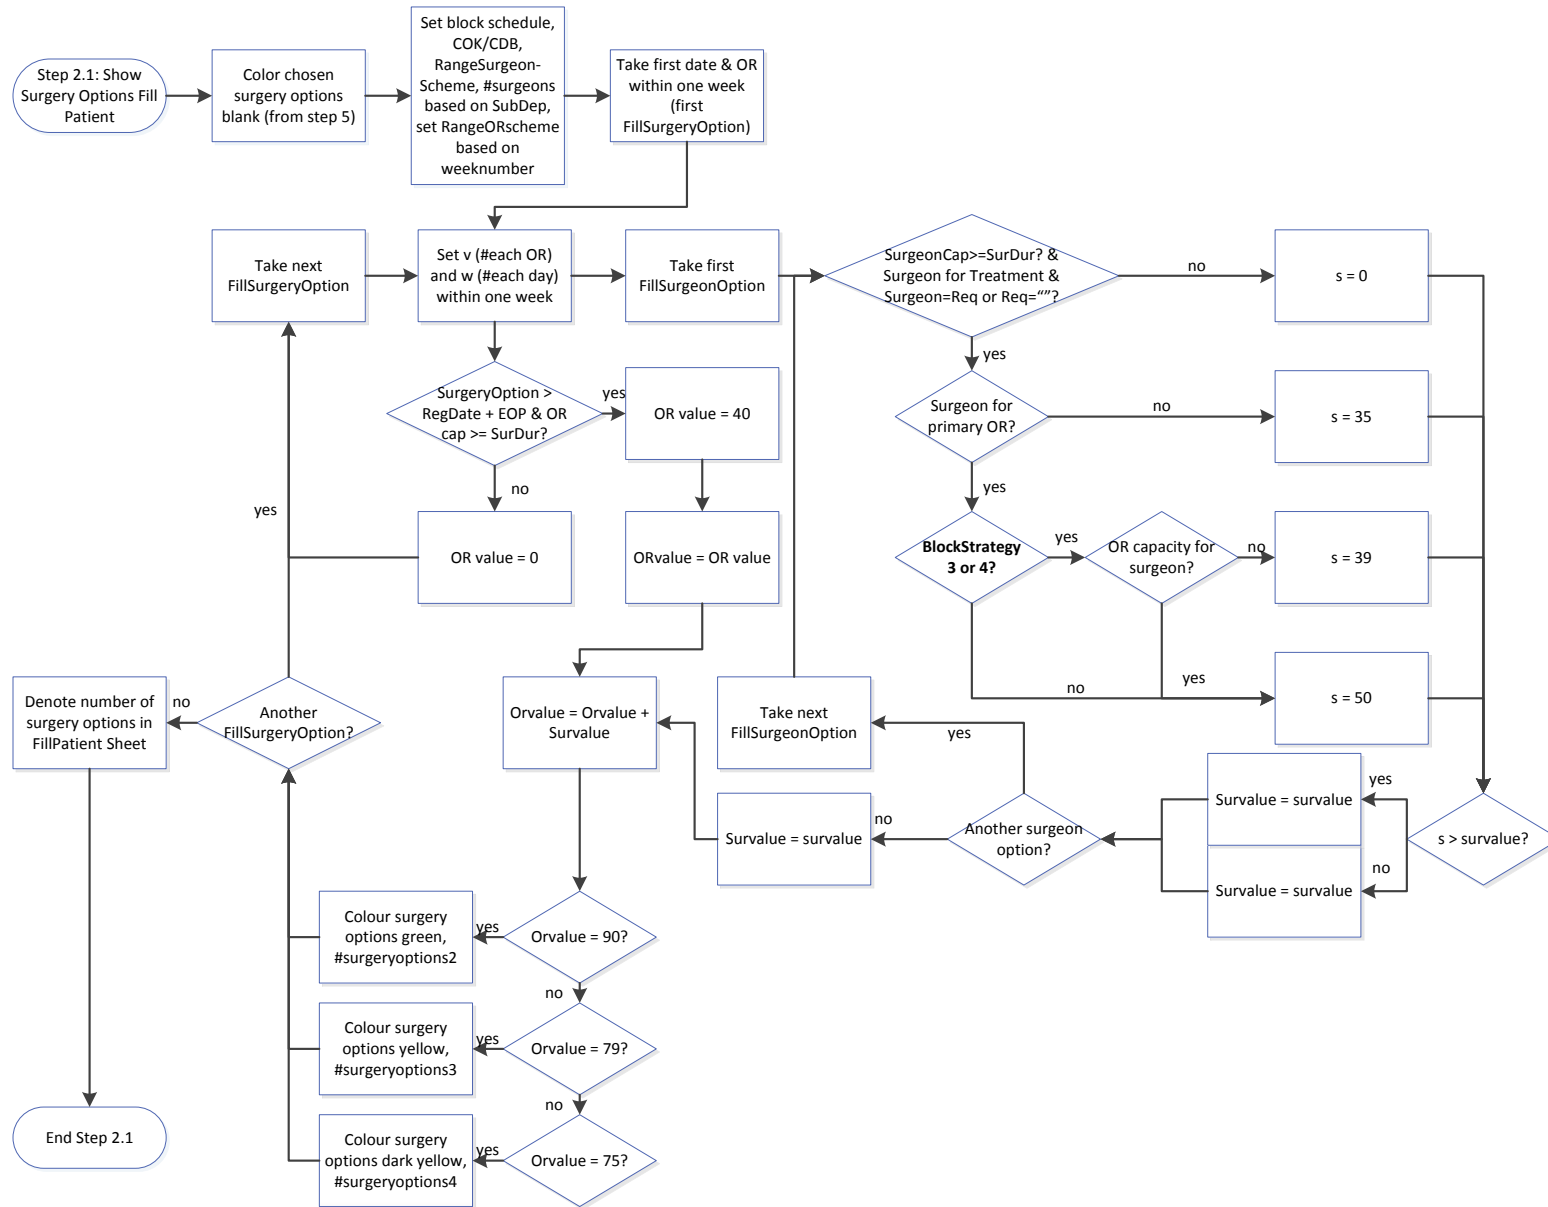 Step 2.1: Show
Surgery Options Fill
Patient
Color chosen
surgery options
blank (from step 5)
Set block schedule,
COK/CDB,
RangeSurgeon-
Scheme, #surgeons
based on SubDep,
set RangeORscheme
based on
weeknumber
Take first date & OR
within one week
(first
FillSurgeryOption)
Take next
FillSurgeryOption
Set v (#each OR)
and w (#each day)
within one week
Take first
FillSurgeonOption
SurgeonCap>=SurDur? &
Surgeon for Treatment &
Surgeon=Req or Req=“”?
no
s = 0
yes
SurgeryOption >
RegDate + EOP & OR
cap >= SurDur?
yes
OR value = 40
Surgeon for
primary OR?
no
s = 35
no
yes
yes
OR value = 0
ORvalue = OR value
BlockStrategy
3 or 4?
yes
OR capacity for
surgeon?
no
s = 39
Denote number of
surgery options in
FillPatient Sheet
no
Another
FillSurgeryOption?
Orvalue = Orvalue +
Survalue
Take next
FillSurgeonOption
yes
no
yes
s = 50
Survalue = survalue
no
Another surgeon
option?
Survalue = survalue
yes
Survalue = survalue
no
s > survalue?
Colour surgery
options green,
#surgeryoptions2
yes
Orvalue = 90?
no
Colour surgery
options yellow,
#surgeryoptions3
yes
Orvalue = 79?
no
End Step 2.1
Colour surgery
options dark yellow,
#surgeryoptions4
yes
Orvalue = 75?